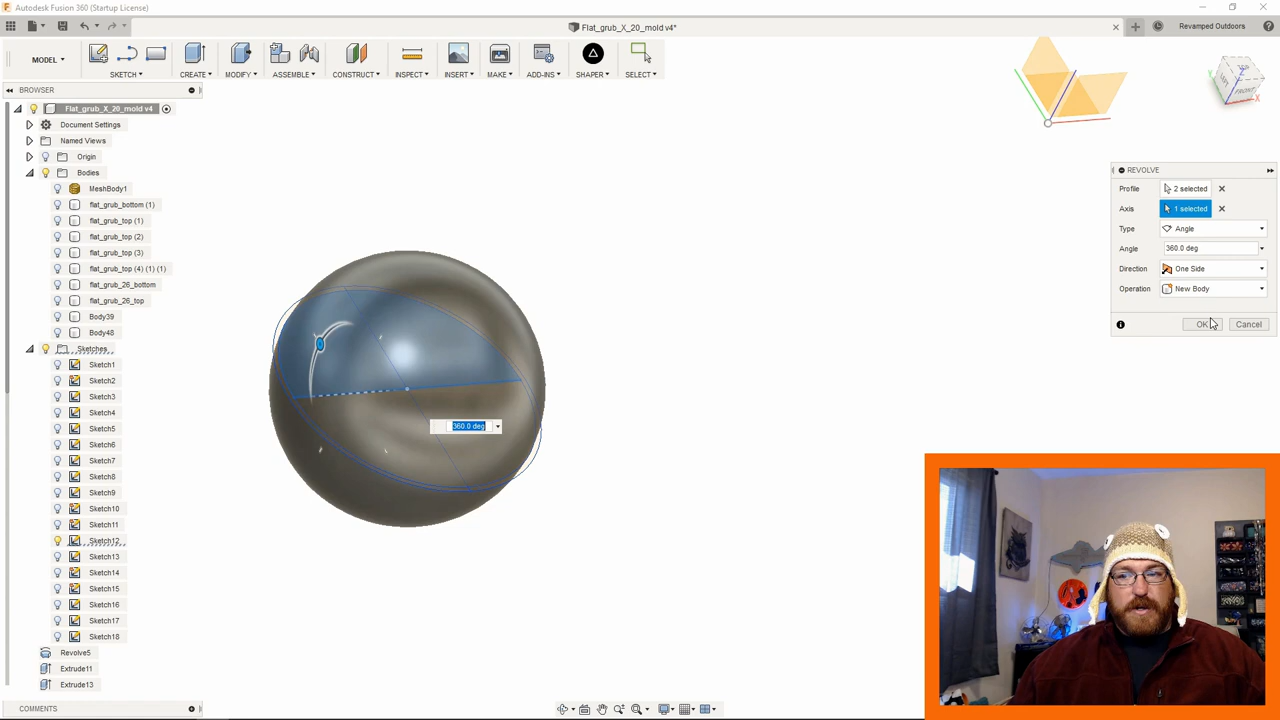 Autodesk Fusion 360 (Startup License)
Flat_grub_X_20_mold v4*
Revamped Outdoors
MODEL
SKETCH
CREATE
MODIFY
ASSEMBLE
CONSTRUCT
INSPECT
INSERT
MAKE
ADD-INS
SHAPER
SELECT
BROWSER
Flat_grub_X_20_mold v4
Document Settings
Named Views
Origin
Bodies
MeshBody1
flat_grub_bottom (1)
flat_grub_top (1)
flat_grub_top (2)
flat_grub_top (3)
flat_grub_top (4) (1) (1)
flat_grub_26_bottom
flat_grub_26_top
Body39
Body48
Sketches
Sketch1
Sketch2
Sketch3
Sketch4
Sketch5
Sketch6
Sketch7
Sketch8
Sketch9
Sketch10
Sketch11
Sketch12
Sketch13
Sketch14
Sketch15
Sketch16
Sketch17
Sketch18
Revolve5
Extrude11
Extrude13
COMMENTS
360.0 deg
Z
Y
X
LEFT
FRONT
REVOLVE
Profile 2 selected
Axis 1 selected
Type Angle
Angle 360.0 deg
Direction One Side
Operation New Body
OK Cancel